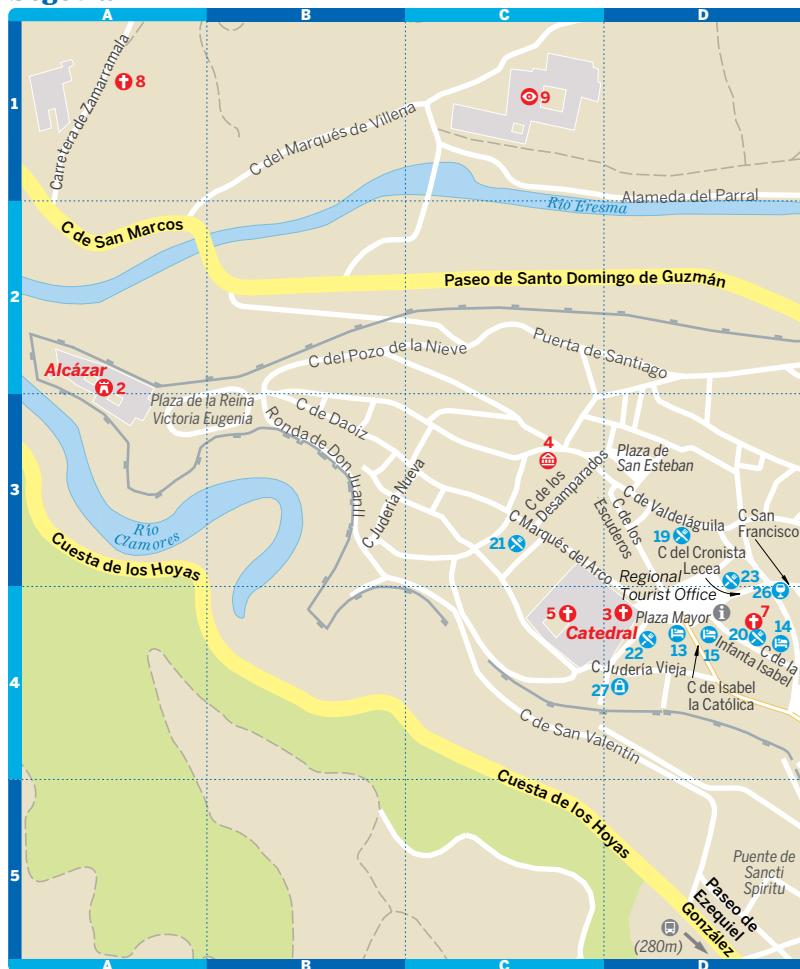 A B C D
1
8
9
Carretera de Zamarramala
C del Marqués de Villena
Alameda del Parral
Río Eresma
C de San Marcos
2
Paseo de Santo Domingo de Guzmán
Puerta de Santiago
C del Pozo de la Nieve
Alcázar
2
Plaza de la Reina
Victoria Eugenia
C de Daoiz
Ronda de Don Juan II
4
Plaza de
San Esteban
3
C Judería Nueva
C de los
Desamparados
C de los
Escuderos
C de Valdeláguila
C San
Francisco
Río
Clamores
21
C Marqués del Arco
19
C del Cronista
Lecea
Cuesta de los Hoyas
Regional
Tourist Office
23
26
5
3
Catedral
Plaza Mayor
7
22
13
15
20
14
Infanta Isabel
C de la
4
C Judería Vieja
27
C de Isabel
la Católica
C de San Valentín
Cuesta de los Hoyas
5
Puente de
Sancti
Spiritu
Paseo de
Ezequiel
González
(280m)
A B C D